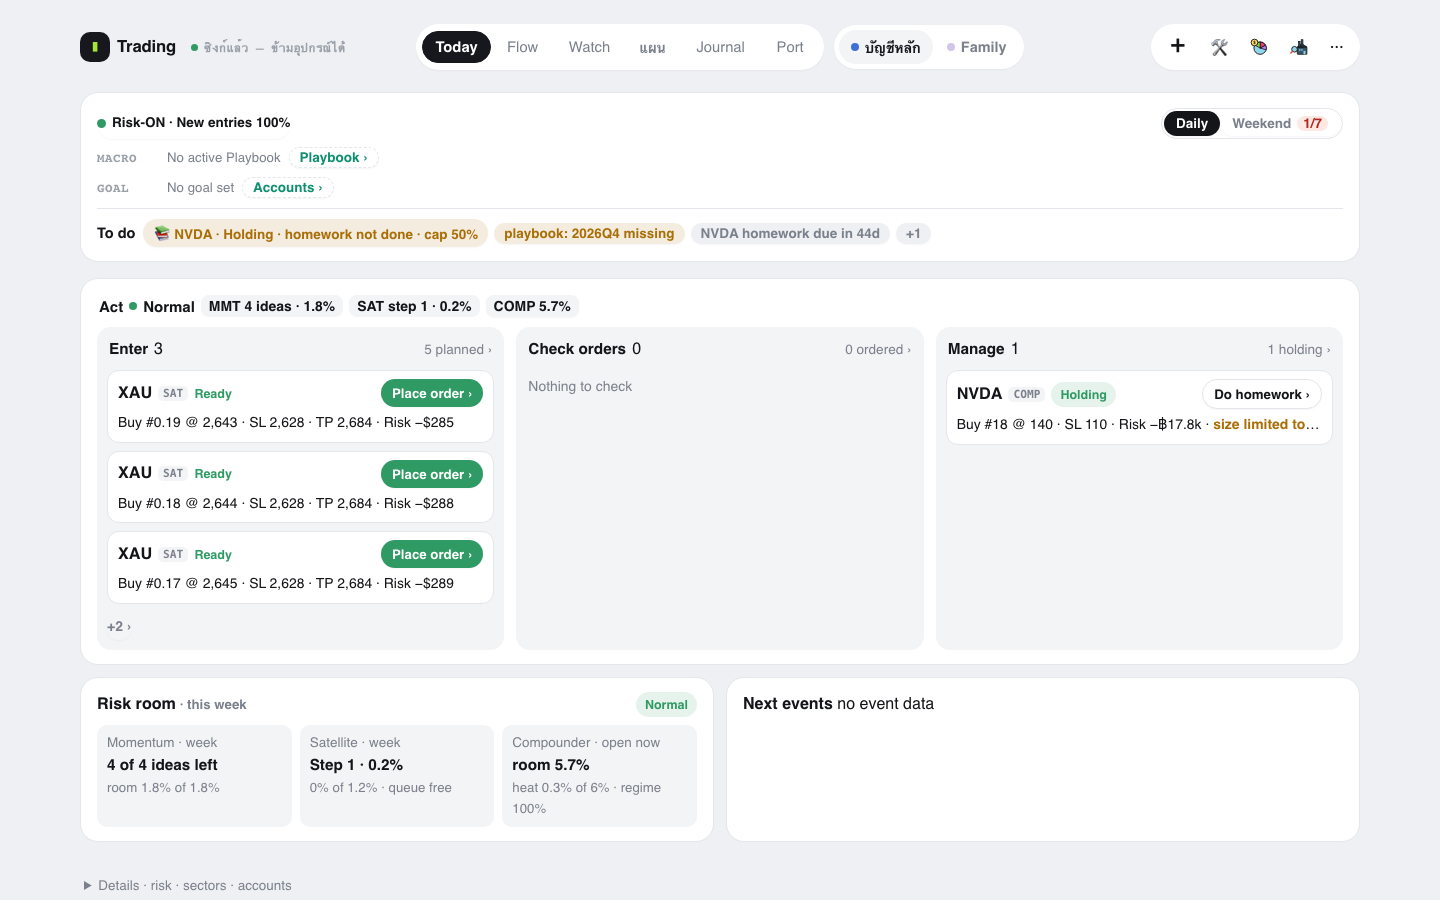 Trading
ซิงก์แล้ว — ข้ามอุปกรณ์ได้
Today Flow Watch แผน Journal Port
บัญชีหลัก Family
+ ···
Risk-ON · New entries 100%
Daily Weekend 1/7
MACRO No active Playbook Playbook ›
GOAL No goal set Accounts ›
To do NVDA · Holding · homework not done · cap 50% playbook: 2026Q4 missing NVDA homework due in 44d +1
Act Normal MMT 4 ideas · 1.8% SAT step 1 · 0.2% COMP 5.7%
Enter 3 5 planned ›
XAU SAT Ready Place order ›
Buy #0.19 @ 2,643 · SL 2,628 · TP 2,684 · Risk −$285
XAU SAT Ready Place order ›
Buy #0.18 @ 2,644 · SL 2,628 · TP 2,684 · Risk −$288
XAU SAT Ready Place order ›
Buy #0.17 @ 2,645 · SL 2,628 · TP 2,684 · Risk −$289
+2 ›
Check orders 0 0 ordered ›
Nothing to check
Manage 1 1 holding ›
NVDA COMP Holding Do homework ›
Buy #18 @ 140 · SL 110 · Risk −฿17.8k · size limited to…
Risk room · this week Normal
Momentum · week
4 of 4 ideas left
room 1.8% of 1.8%
Satellite · week
Step 1 · 0.2%
0% of 1.2% · queue free
Compounder · open now
room 5.7%
heat 0.3% of 6% · regime
100%
Next events no event data
▶ Details · risk · sectors · accounts